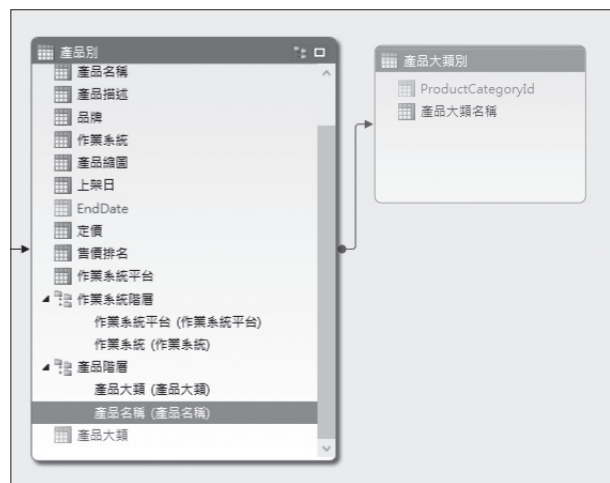 產品別
產品名稱
產品描述
品牌
作業系統
產品縮圖
上架日
EndDate
定價
售價排名
作業系統平台
作業系統階層
作業系統平台 (作業系統平台)
作業系統 (作業系統)
產品階層
產品大類 (產品大類)
產品名稱 (產品名稱)
產品大類
產品大類別
ProductCategoryId
產品大類名稱